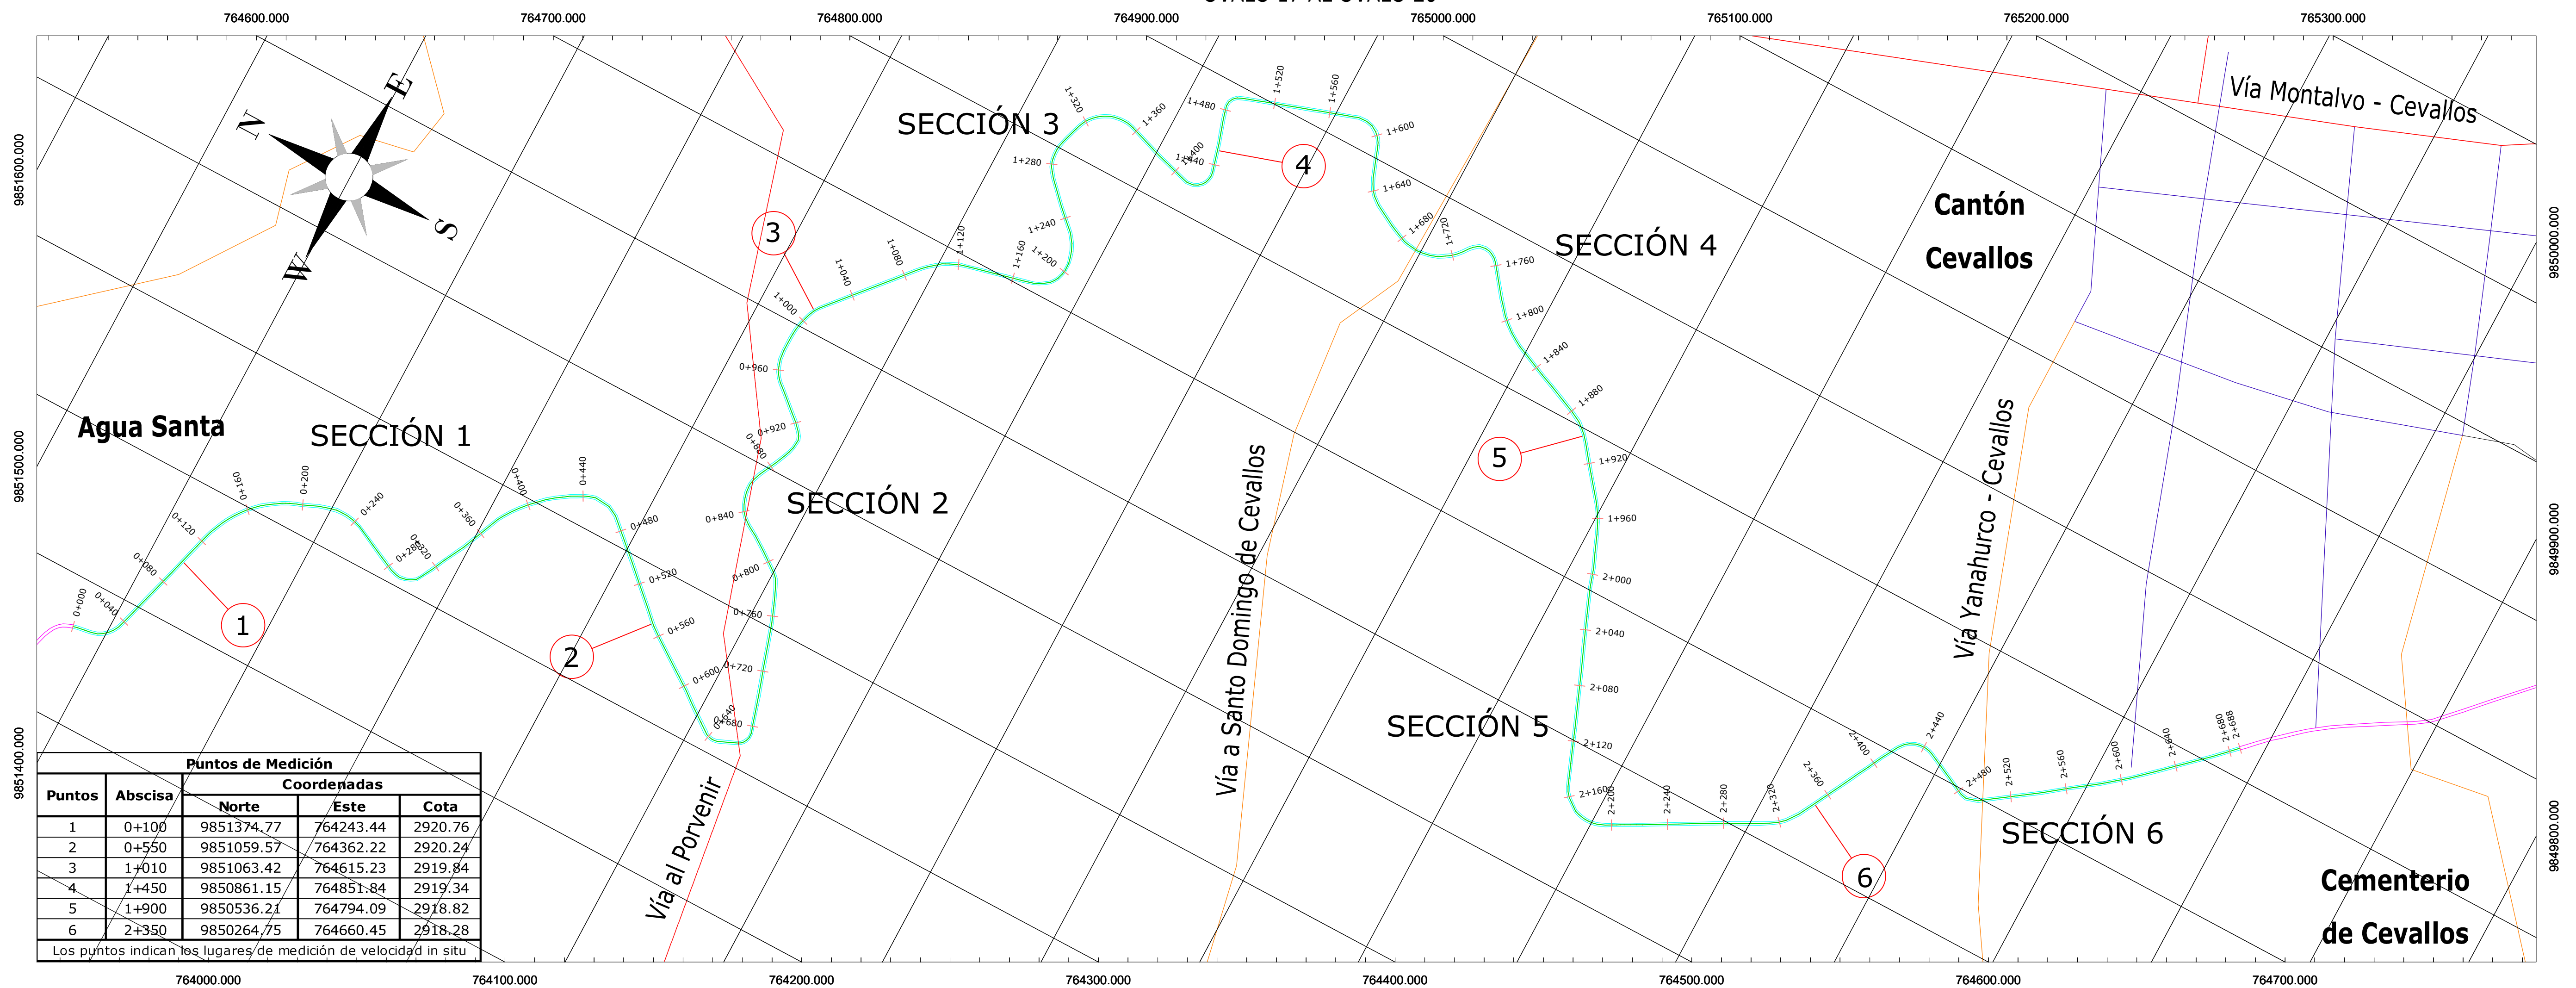 764600.000 764700.000 764800.000 764900.000 765000.000 765100.000 765200.000 765300.000
9851600.000
9851500.000
9851400.000
N
E
S
W
Agua Santa
SECCIÓN 1
SECCIÓN 2
SECCIÓN 3
SECCIÓN 4
SECCIÓN 5
SECCIÓN 6
1
2
3
4
5
6
0+000
0+040
0+080
0+120
0+160
0+200
0+240
0+280
0+320
0+360
0+400
0+440
0+480
0+520
0+560
0+600
0+640
0+680
0+720
0+760
0+800
0+840
0+880
0+920
0+960
1+000
1+040
1+080
1+120
1+160
1+200
1+240
1+280
1+320
1+360
1+400
1+440
1+480
1+520
1+560
1+600
1+640
1+680
1+720
1+760
1+800
1+840
1+880
1+920
1+960
2+000
2+040
2+080
2+120
2+160
2+200
2+240
2+280
2+320
2+360
2+400
2+440
2+480
2+520
2+560
2+600
2+640
2+680
2+688
Vía al Porvenir
Vía a Santo Domingo de Cevallos
Vía Yanahurco - Cevallos
Vía Montalvo - Cevallos
Cantón
Cevallos
Cementerio
de Cevallos
9850000.000
9849900.000
9849800.000
Puntos de Medición
Puntos Abscisa Coordenadas
Norte Este Cota
1 0+100 9851374.77 764243.44 2920.76
2 0+550 9851059.57 764362.22 2920.24
3 1+010 9851063.42 764615.23 2919.84
4 1+450 9850861.15 764851.84 2919.34
5 1+900 9850536.21 764794.09 2918.82
6 2+350 9850264.75 764660.45 2918.28
Los puntos indican los lugares de medición de velocidad in situ
764000.000 764100.000 764200.000 764300.000 764400.000 764500.000 764600.000 764700.000